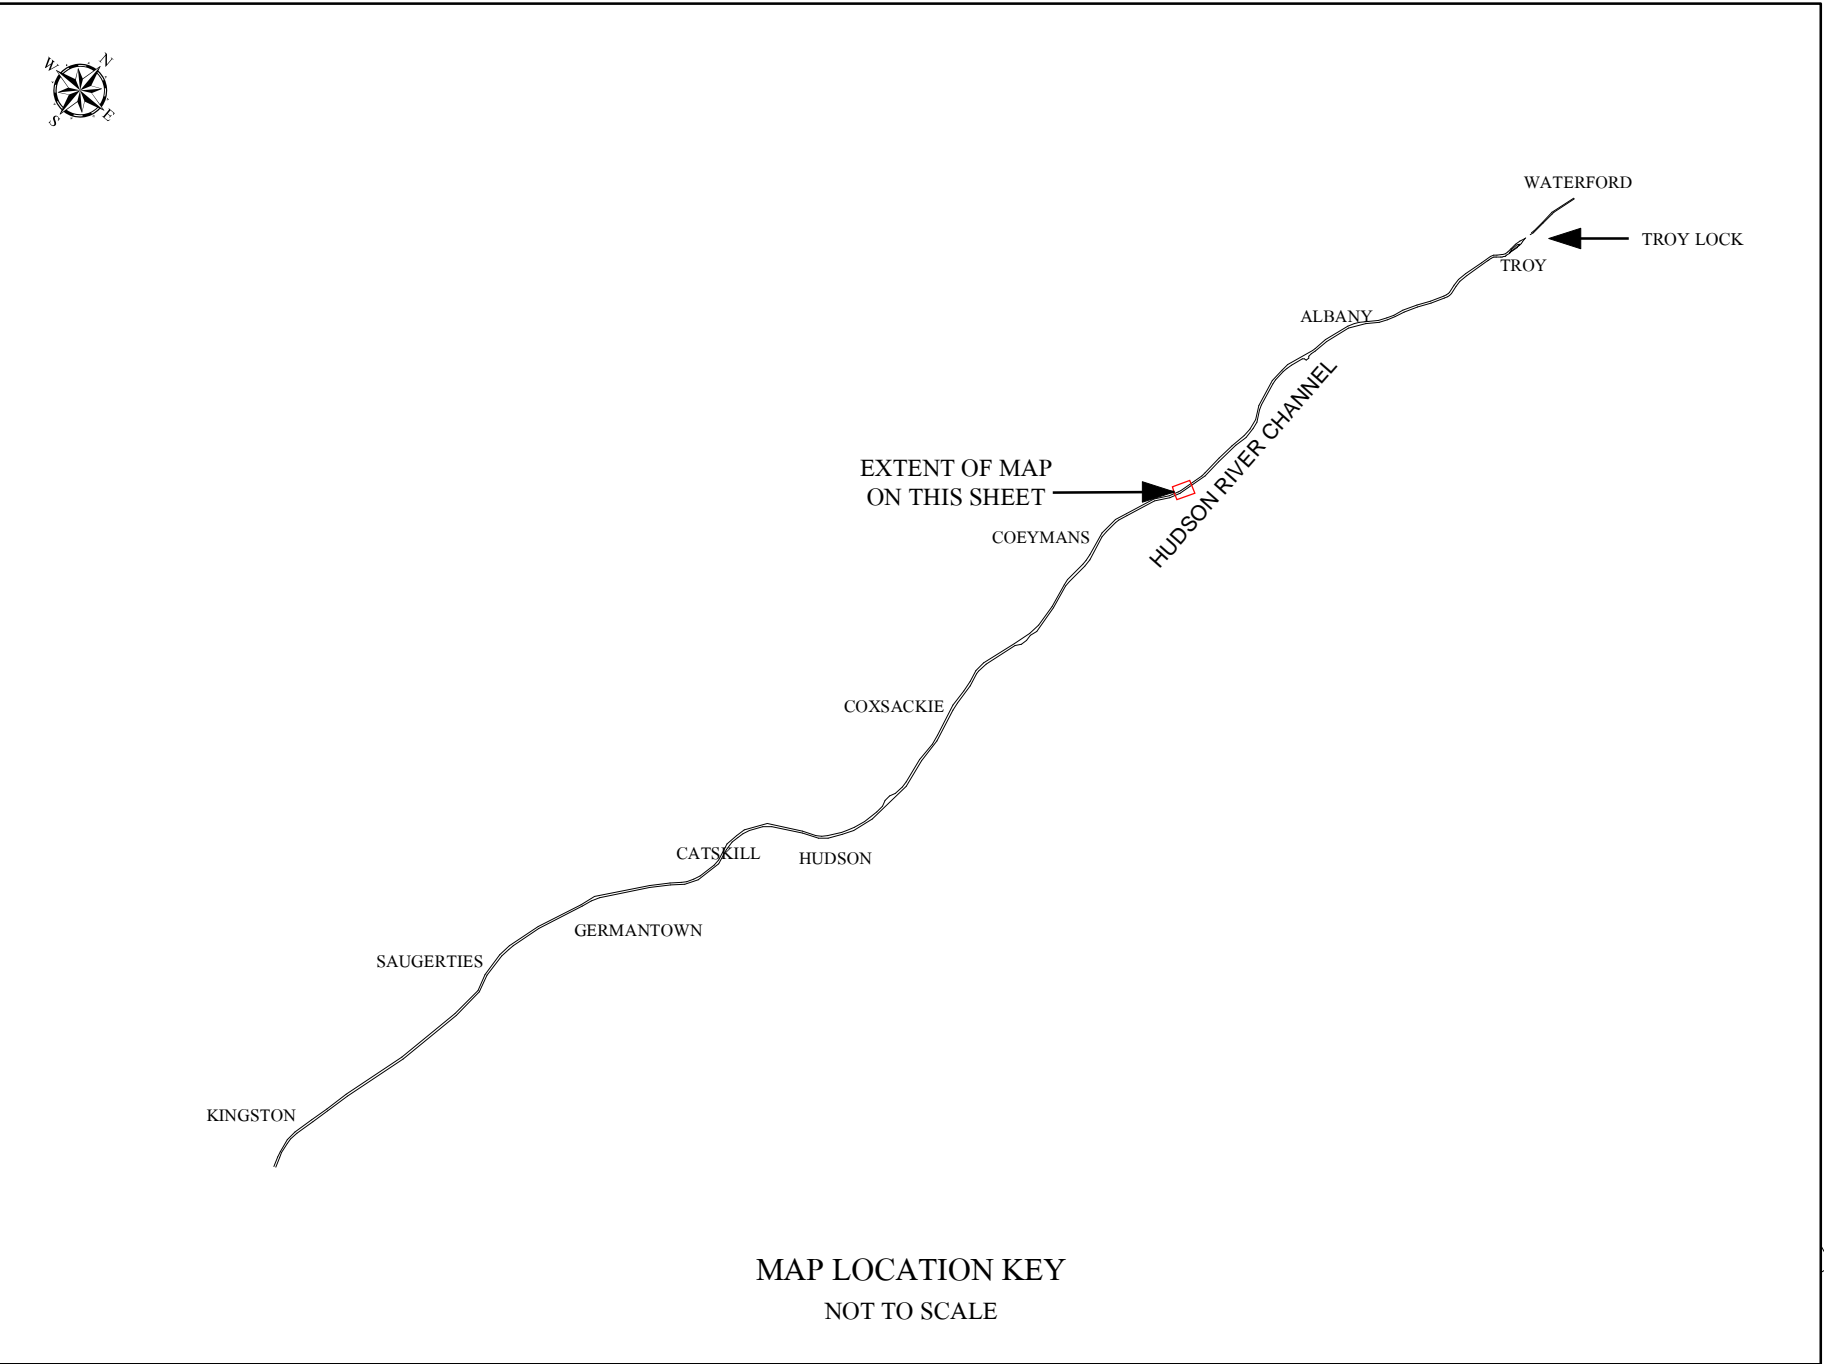 W
N
S
E
WATERFORD
TROY LOCK
TROY
ALBANY
HUDSON RIVER CHANNEL
EXTENT OF MAP
ON THIS SHEET
COEYMANS
COXSACKIE
CATSKILL
HUDSON
GERMANTOWN
SAUGERTIES
KINGSTON
MAP LOCATION KEY
NOT TO SCALE